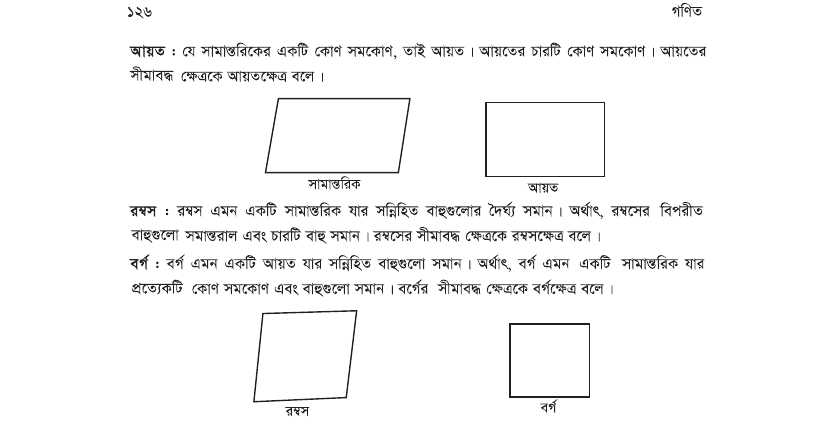 ১২৬
গণিত
আয়ত : যে সামান্তরিকের একটি কোণ সমকোণ, তাই আয়ত। আয়তের চারটি কোণ সমকোণ। আয়তের
সীমাবদ্ধ ক্ষেত্রকে আয়তক্ষেত্র বলে।
সামান্তরিক
আয়ত
রম্বস : রম্বস এমন একটি সামান্তরিক যার সন্নিহিত বাহুগুলোর দৈর্ঘ্য সমান। অর্থাৎ, রম্বসের বিপরীত
বাহুগুলো সমান্তরাল এবং চারটি বাহু সমান। রম্বসের সীমাবদ্ধ ক্ষেত্রকে রম্বসক্ষেত্র বলে।
বর্গ : বর্গ এমন একটি আয়ত যার সন্নিহিত বাহুগুলো সমান। অর্থাৎ, বর্গ এমন একটি সামান্তরিক যার
প্রত্যেকটি কোণ সমকোণ এবং বাহুগুলো সমান। বর্গের সীমাবদ্ধ ক্ষেত্রকে বর্গক্ষেত্র বলে।
রম্বস
বর্গ